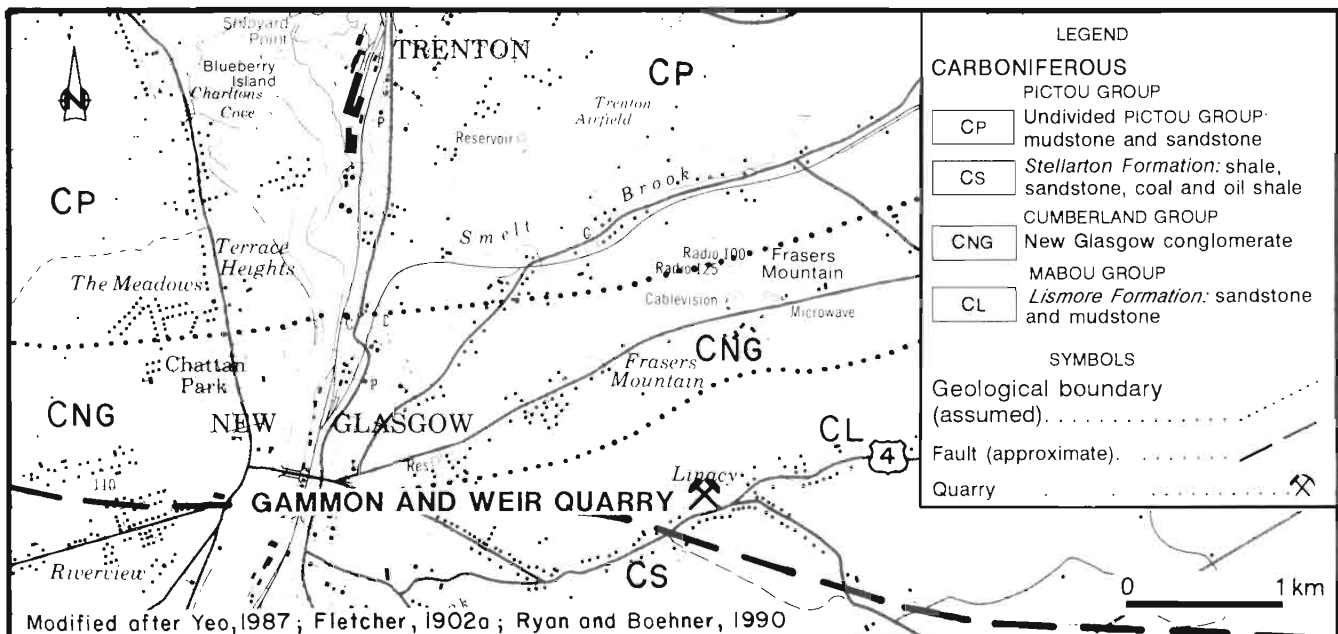 Shipyard
Point
TRENTON
Blueberry
Island
Charltons
Cove
CP
Trenton
Airfield
Reservoir
P
N
CP
Smelt Brook
C
Terrace
Heights
The Meadows
Radio 100
Radio 125
Frasers
Mountain
Cablevision
Microwave
C
C
Chattan
Park
P
Frasers
Mountain
CNG
CNG
NEW GLASGOW
CL
4
Linacy
110
GAMMON AND WEIR QUARRY
Riverview
CS
Modified after Yeo, 1987; Fletcher, 1902a; Ryan and Boehner, 1990
LEGEND
CARBONIFEROUS
PICTOU GROUP
CP Undivided PICTOU GROUP:
mudstone and sandstone
CS Stellarton Formation: shale,
sandstone, coal and oil shale
CUMBERLAND GROUP
CNG New Glasgow conglomerate
MABOU GROUP
CL Lismore Formation: sandstone
and mudstone
SYMBOLS
Geological boundary
(assumed)
Fault (approximate)
Quarry
0 1 km